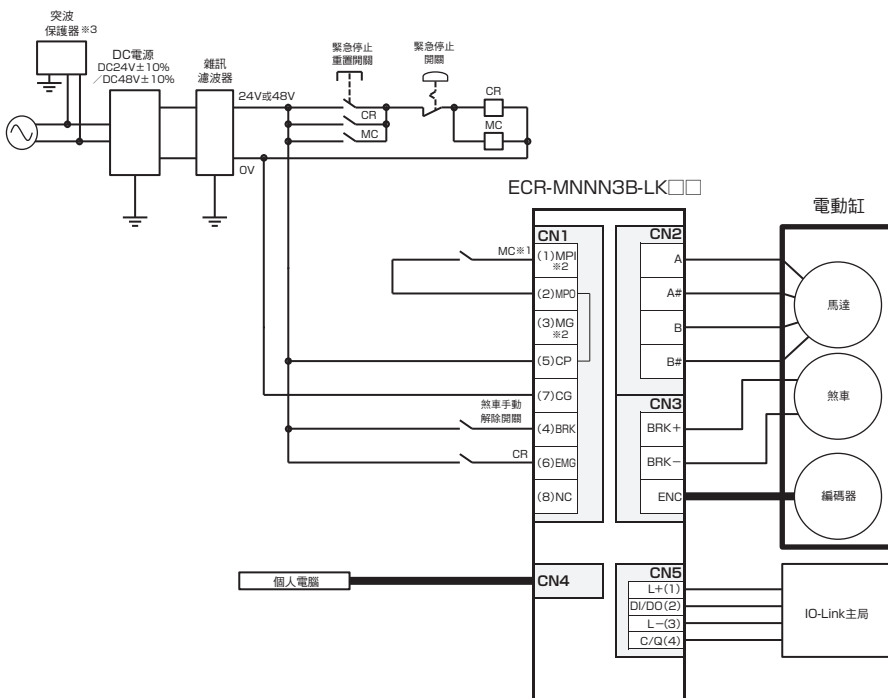 突波
保護器※3
DC電源
DC24V±10%
／DC48V±10%
雜訊
濾波器
24V或48V
0V
緊急停止
重置開關
CR
MC
緊急停止
開關
CR
MC
ECR-MNNN3B-LK□□
電動缸
MC※1
煞車手動
解除開關
CR
CN1
(1)MPI
※2
(2)MPO
(3)MG
※2
(5)CP
(7)CG
(4)BRK
(6)EMG
(8)NC
CN2
A
A#
B
B#
CN3
BRK+
BRK−
ENC
馬達
煞車
編碼器
個人電腦
CN4
CN5
L+(1)
DI/DO(2)
L−(3)
C/Q(4)
IO-Link主局